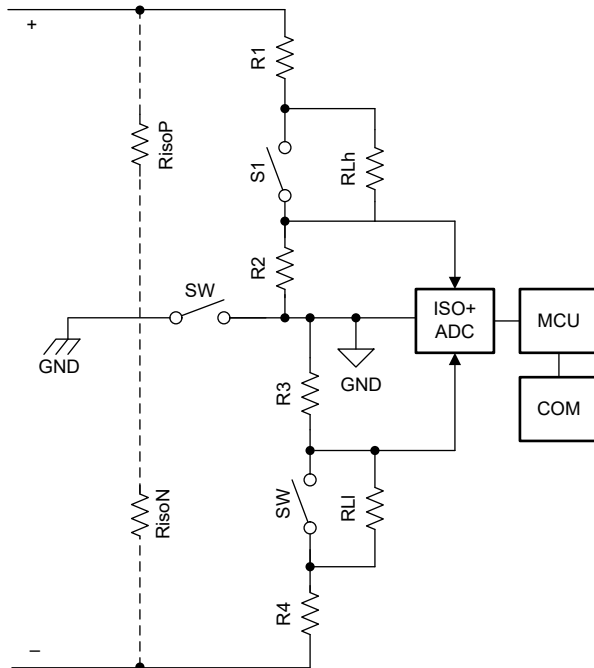 +
R1
RisoP
S1
RLh
R2
SW
ISO+
ADC
MCU
GND
GND
R3
COM
RisoN
SW
RLl
R4
–